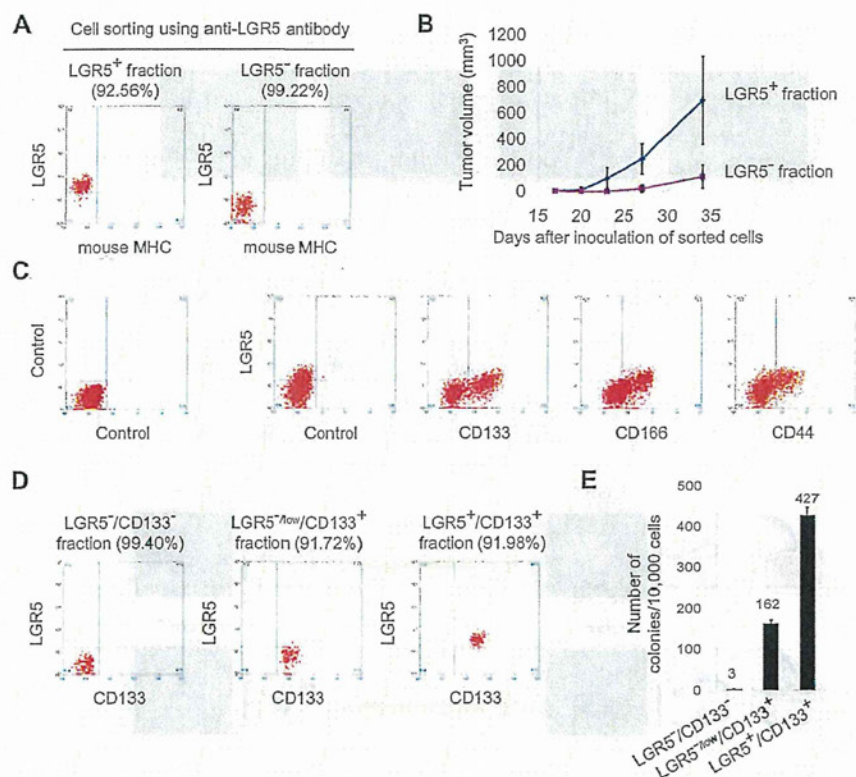 A
Cell sorting using anti-LGR5 antibody
LGR5⁺ fraction
(92.56%)
LGR5⁻ fraction
(99.22%)
LGR5
LGR5
mouse MHC
mouse MHC
B
Tumor volume (mm³)
1200
1000
800
600
400
200
0
15
20
25
30
35
LGR5⁺ fraction
LGR5⁻ fraction
Days after inoculation of sorted cells
C
Control
LGR5
Control
Control
CD133
CD166
CD44
D
LGR5⁻/CD133⁻
fraction (99.40%)
LGR5⁻/low/CD133⁺
fraction (91.72%)
LGR5⁺/CD133⁺
fraction (91.98%)
LGR5
LGR5
LGR5
CD133
CD133
CD133
E
Number of
colonies/10,000 cells
500
400
300
200
100
0
3
162
427
LGR5⁻/CD133⁻
LGR5⁻/low/CD133⁺
LGR5⁺/CD133⁺